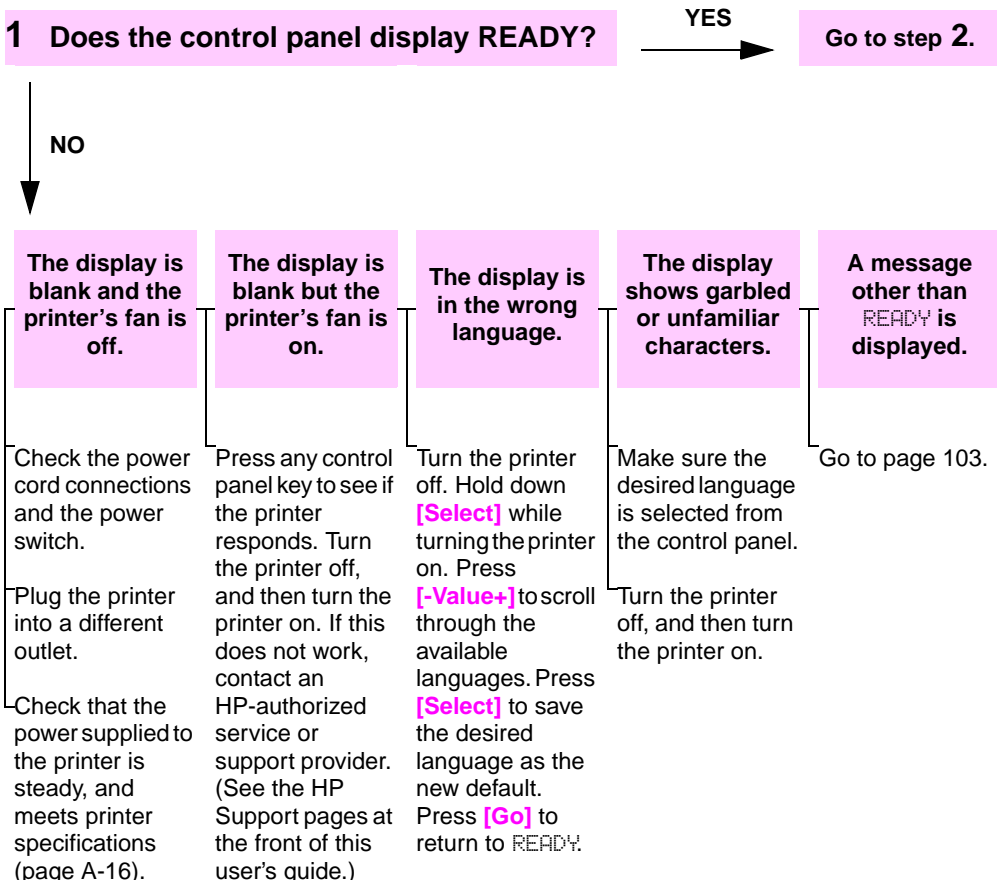 1 Does the control panel display READY?
YES
Go to step 2.
NO
The display is
blank and the
printer's fan is
off.
The display is
blank but the
printer's fan is
on.
The display is
in the wrong
language.
The display
shows garbled
or unfamiliar
characters.
A message
other than
READY is
displayed.
Check the power
cord connections
and the power
switch.
Plug the printer
into a different
outlet.
Check that the
power supplied to
the printer is
steady, and
meets printer
specifications
(page A-16).
Press any control
panel key to see if
the printer
responds. Turn
the printer off,
and then turn the
printer on. If this
does not work,
contact an
HP-authorized
service or
support provider.
(See the HP
Support pages at
the front of this
user's guide.)
Turn the printer
off. Hold down
[Select] while
turning the printer
on. Press
[-Value+] to scroll
through the
available
languages. Press
[Select] to save
the desired
language as the
new default.
Press [Go] to
return to READY.
Make sure the
desired language
is selected from
the control panel.
Turn the printer
off, and then turn
the printer on.
Go to page 103.